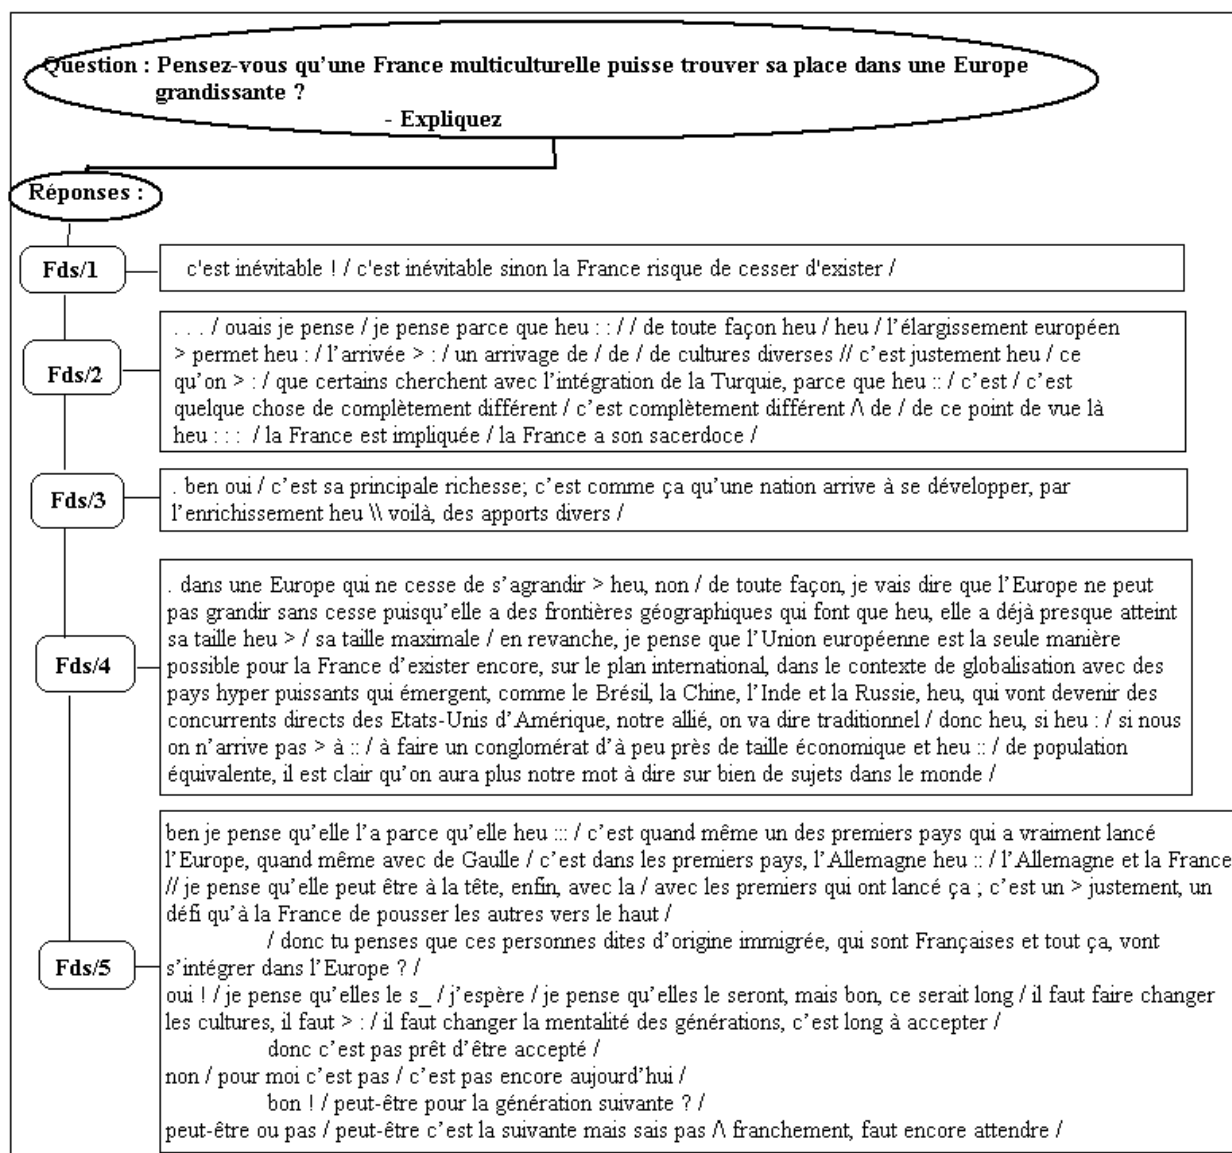 Question : Pensez-vous qu'une France multiculturelle puisse trouver sa place dans une Europe
grandissante ?
- Expliquez
Réponses :
Fds/1
c'est inévitable ! / c'est inévitable sinon la France risque de cesser d'exister /
Fds/2
. . . / ouais je pense / je pense parce que heu : : / / de toute façon heu / heu / l'élargissement européen
> permet heu : / l'arrivée > : / un arrivage de / de / de cultures diverses // c'est justement heu / ce
qu'on > : / que certains cherchent avec l'intégration de la Turquie, parce que heu :: / c'est / c'est
quelque chose de complètement différent / c'est complètement différent /\ de / de ce point de vue là
heu : : : / la France est impliquée / la France a son sacerdoce /
Fds/3
. ben oui / c'est sa principale richesse; c'est comme ça qu'une nation arrive à se développer, par
l'enrichissement heu \\ voilà, des apports divers /
Fds/4
. dans une Europe qui ne cesse de s'agrandir > heu, non / de toute façon, je vais dire que l'Europe ne peut
pas grandir sans cesse puisqu'elle a des frontières géographiques qui font que heu, elle a déjà presque atteint
sa taille heu > / sa taille maximale / en revanche, je pense que l'Union européenne est la seule manière
possible pour la France d'exister encore, sur le plan international, dans le contexte de globalisation avec des
pays hyper puissants qui émergent, comme le Brésil, la Chine, l'Inde et la Russie, heu, qui vont devenir des
concurrents directs des Etats-Unis d'Amérique, notre allié, on va dire traditionnel / donc heu, si heu : / si nous
on n'arrive pas > à :: / à faire un conglomérat d'à peu près de taille économique et heu :: / de population
équivalente, il est clair qu'on aura plus notre mot à dire sur bien de sujets dans le monde /
Fds/5
ben je pense qu'elle l'a parce qu'elle heu ::: / c'est quand même un des premiers pays qui a vraiment lancé
l'Europe, quand même avec de Gaulle / c'est dans les premiers pays, l'Allemagne heu :: / l'Allemagne et la France
// je pense qu'elle peut être à la tête, enfin, avec la / avec les premiers qui ont lancé ça ; c'est un > justement, un
défi qu'à la France de pousser les autres vers le haut /
/ donc tu penses que ces personnes dites d'origine immigrée, qui sont Françaises et tout ça, vont
s'intégrer dans l'Europe ? /
oui ! / je pense qu'elles le s_ / j'espère / je pense qu'elles le seront, mais bon, ce serait long / il faut faire changer
les cultures, il faut > : / il faut changer la mentalité des générations, c'est long à accepter /
donc c'est pas prêt d'être accepté /
non / pour moi c'est pas / c'est pas encore aujourd'hui /
bon ! / peut-être pour la génération suivante ? /
peut-être ou pas / peut-être c'est la suivante mais sais pas /\ franchement, faut encore attendre /